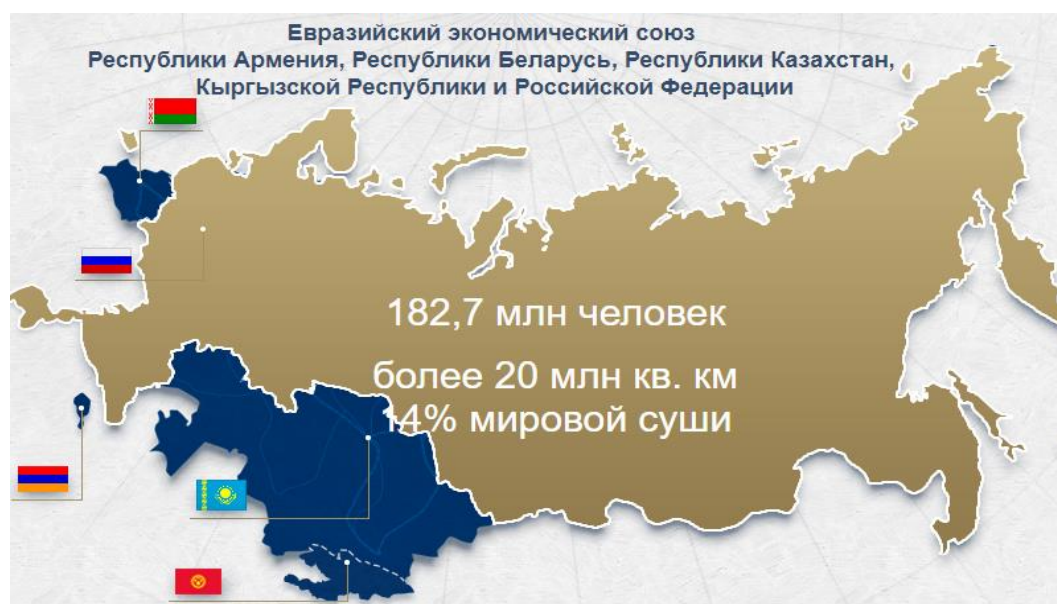 Евразийский экономический союз
Республики Армения, Республики Беларусь, Республики Казахстан,
Кыргызской Республики и Российской Федерации
182,7 млн человек
более 20 млн кв. км
14% мировой суши